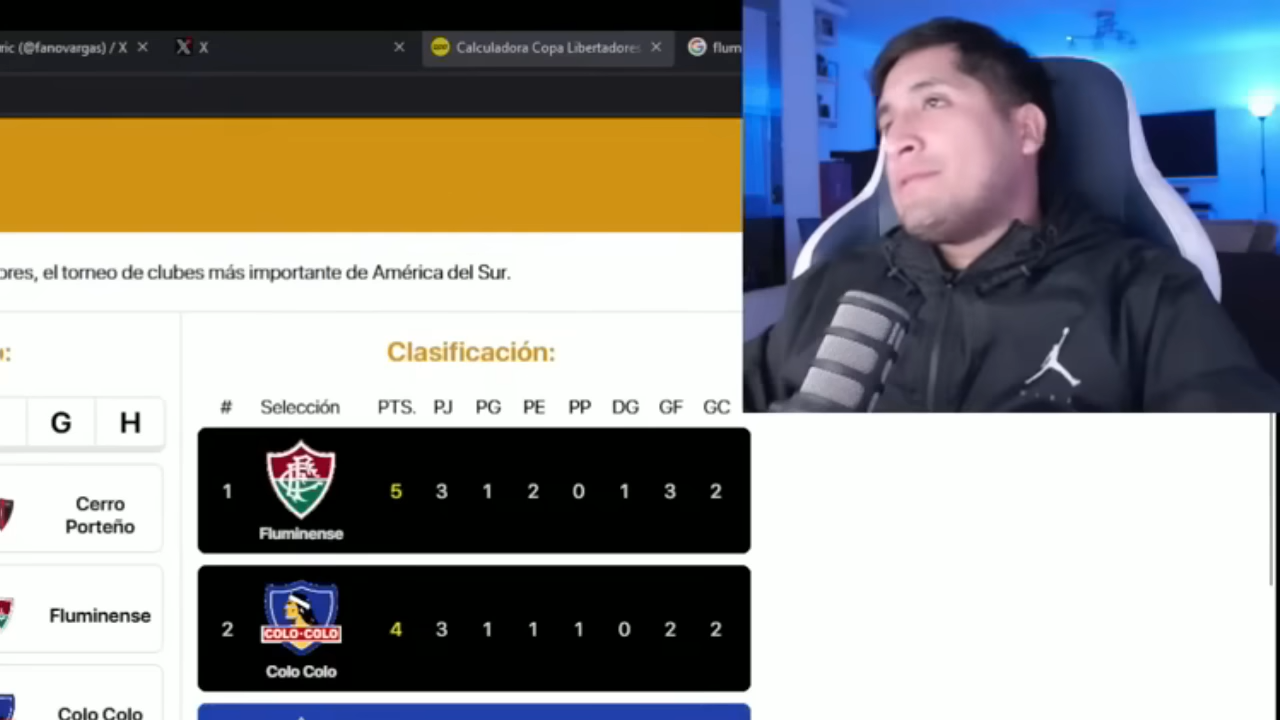 ric (@fanovargas) / X
X
Calculadora Copa Libertadores
flum
ores, el torneo de clubes más importante de América del Sur.
o:
Clasificación:
G H
# Selección PTS. PJ PG PE PP DG GF GC
1 Fluminense 5 3 1 2 0 1 3 2
Cerro
Porteño
Fluminense
COLO-COLO
2 Colo Colo 4 3 1 1 1 0 2 2
Colo Colo